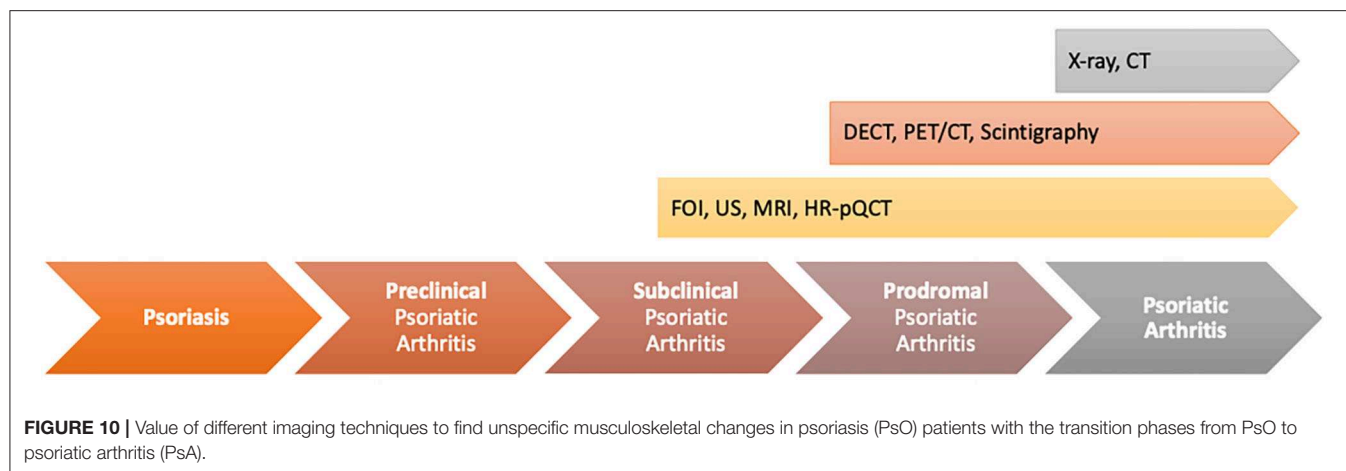 X-ray, CT
DECT, PET/CT, Scintigraphy
FOI, US, MRI, HR-pQCT
Psoriasis
Preclinical
Psoriatic
Arthritis
Subclinical
Psoriatic
Arthritis
Prodromal
Psoriatic
Arthritis
Psoriatic
Arthritis
FIGURE 10 | Value of different imaging techniques to find unspecific musculoskeletal changes in psoriasis (PsO) patients with the transition phases from PsO to
psoriatic arthritis (PsA).